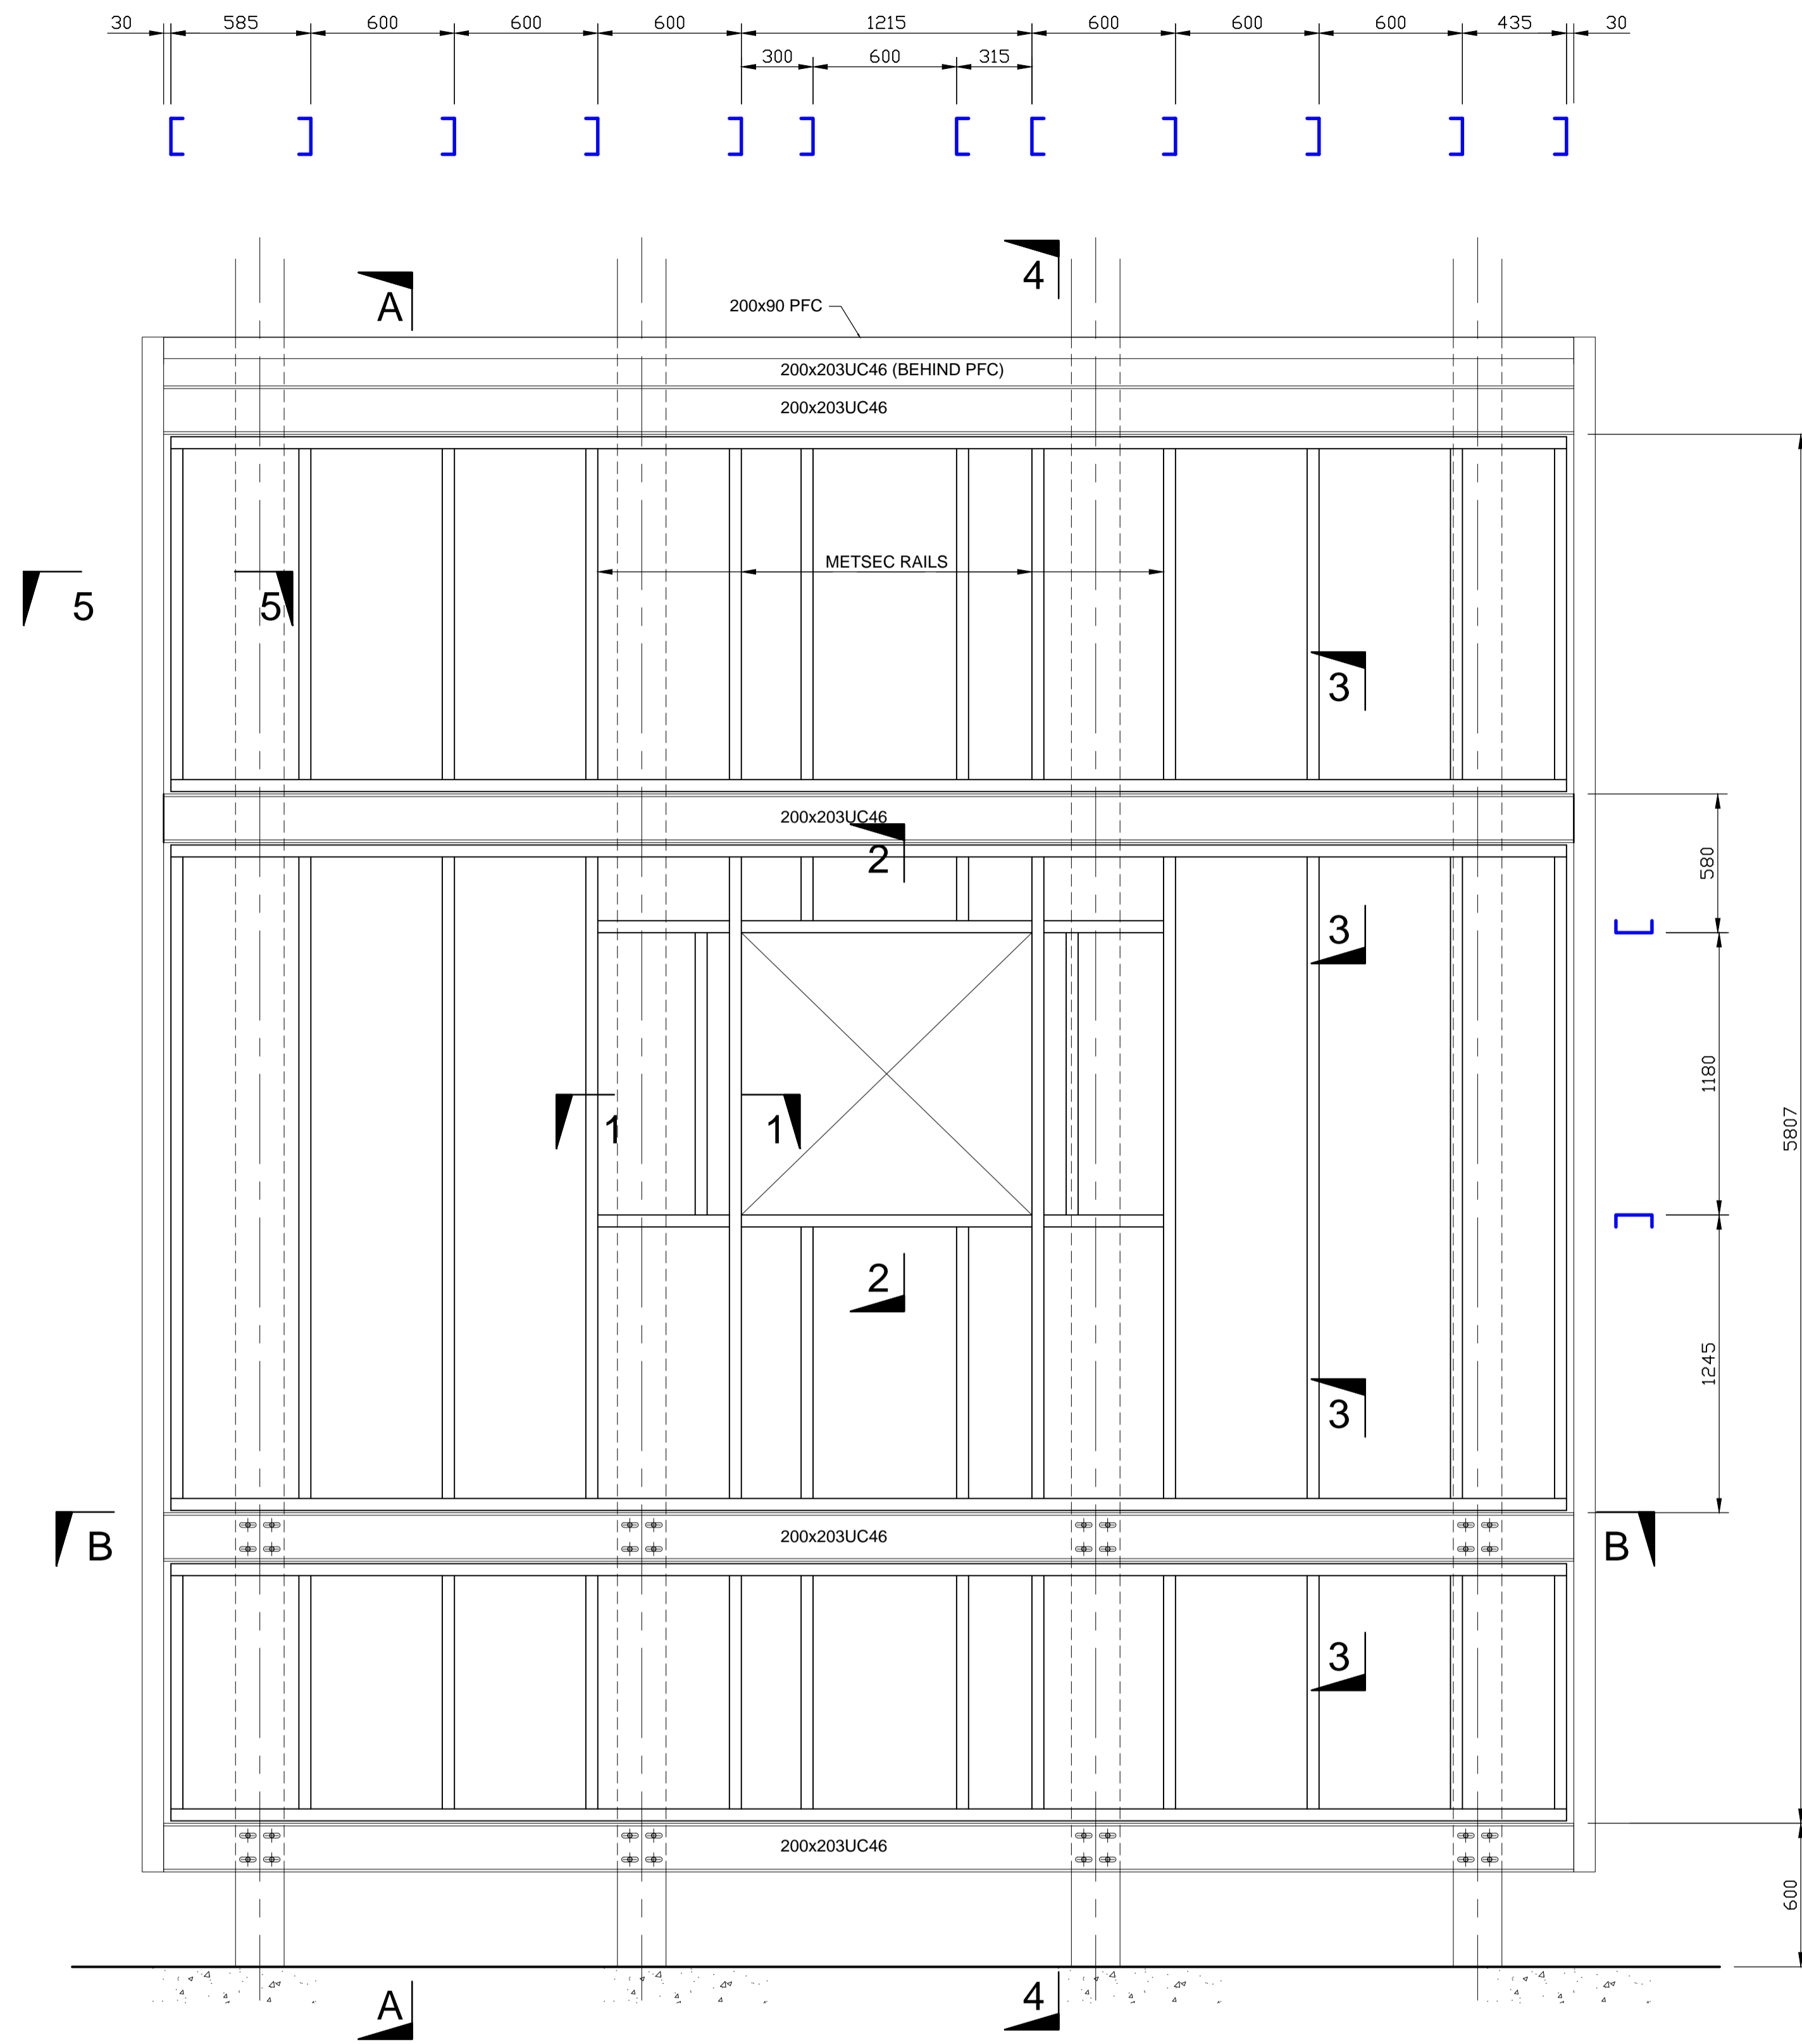 30 585 600 600 600 1215 600 600 600 435 30
300 600 315
4
A
200x90 PFC
200x203UC46 (BEHIND PFC)
200x203UC46
METSEC RAILS
5 5
3
200x203UC46
2
580
3
1180
5807
1 1
2
1245
3
B 200x203UC46 B
3
200x203UC46
600
A 4